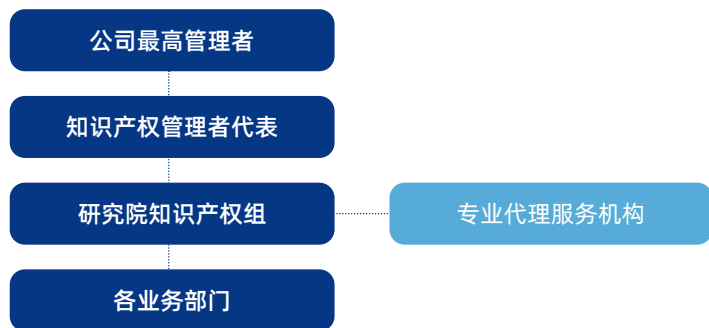 公司最高管理者
知识产权管理者代表
研究院知识产权组
专业代理服务机构
各业务部门